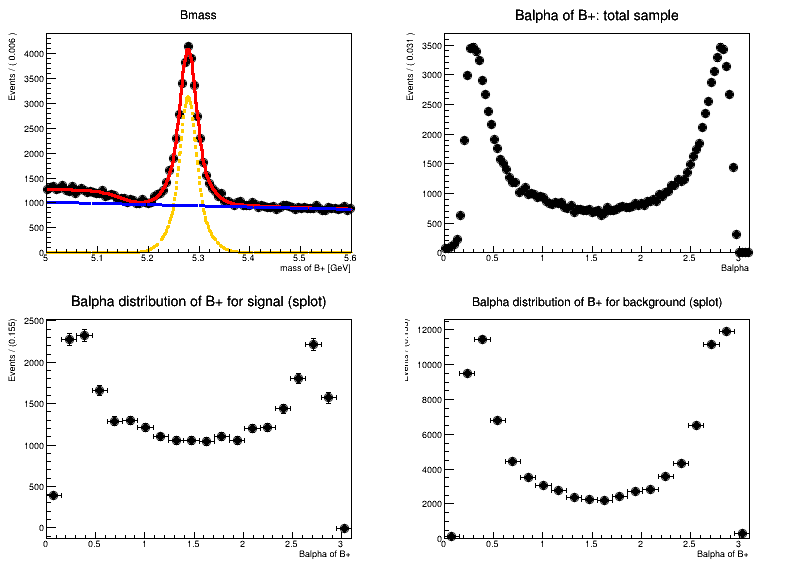 Bmass
Events / ( 0.006 )
4000
3500
3000
2500
2000
1500
1000
500
0
5 5.1 5.2 5.3 5.4 5.5 5.6
mass of B+ [GeV]
Balpha of B+: total sample
Events / ( 0.031 )
3500
3000
2500
2000
1500
1000
500
0
0 0.5 1 1.5 2 2.5 3
Balpha
Balpha distribution of B+ for signal (splot)
Events / (0.155)
2500
2000
1500
1000
500
0
0 0.5 1 1.5 2 2.5 3
Balpha of B+
Balpha distribution of B+ for background (splot)
Events / (0.155)
12000
10000
8000
6000
4000
2000
0
0 0.5 1 1.5 2 2.5 3
Balpha of B+